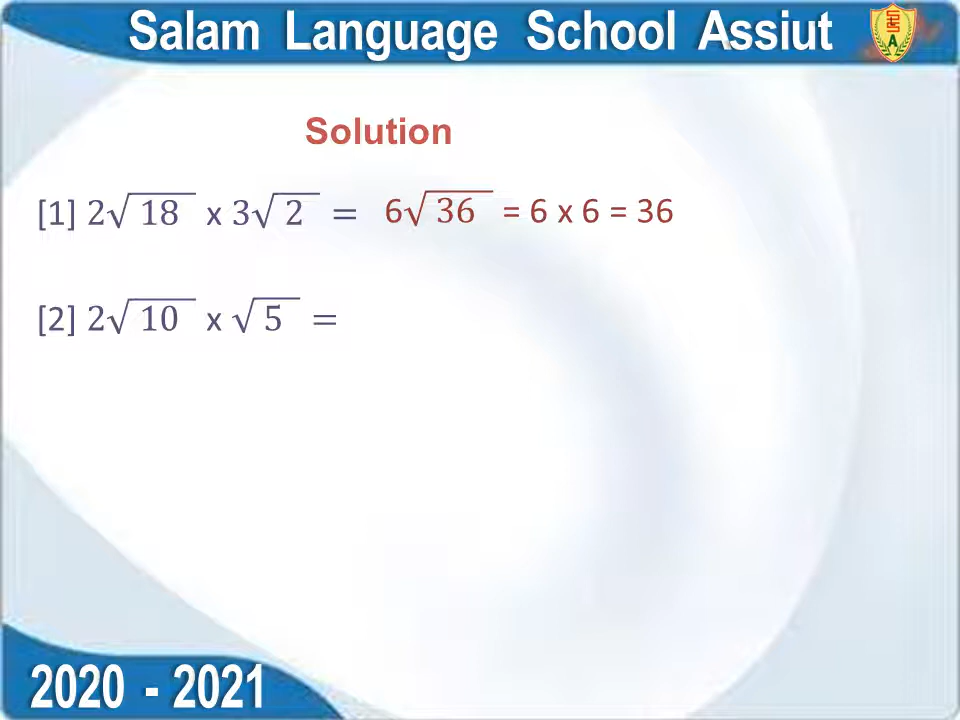 Salam Language School Assiut
Solution
[1] 2√18 x 3√2 = 6√36 = 6 x 6 = 36
[2] 2√10 x √5 =
2020 - 2021